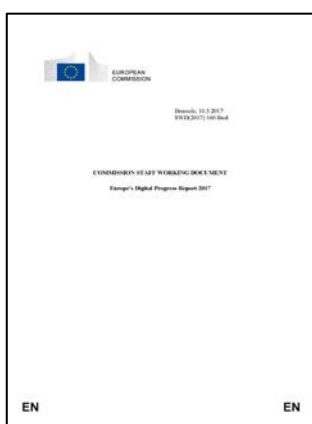 EUROPEAN
COMMISSION
Brussels, 10.5.2017
SWD(2017) 160 final
COMMISSION STAFF WORKING DOCUMENT
Europe's Digital Progress Report 2017
EN EN